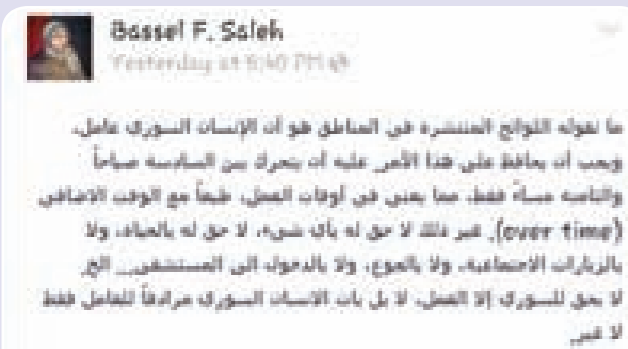 Bassel F. Saleh
Yesterday at 5:40 PM
ما تقوله اللوائح المنتشرة في المناطق هو أن الإنسان السوري عامل،
ويجب أن يحافظ على هذا الأمر. عليه أن يتحرك بين السادسة صباحاً
والثامنة مساءً فقط، مما يعني في أوقات العمل، طبعاً مع الوقت الاضافي
(over time). غير ذلك لا حق له بأي شيء، لا حق له بالحياة، ولا
بالزيارات الاجتماعية، ولا بالجوع، ولا بالدخول الى المستشفى... الخ.
لا يحق للسوري إلا العمل، لا بل بات الانسان السوري مرادفاً للعامل فقط
لا غير.